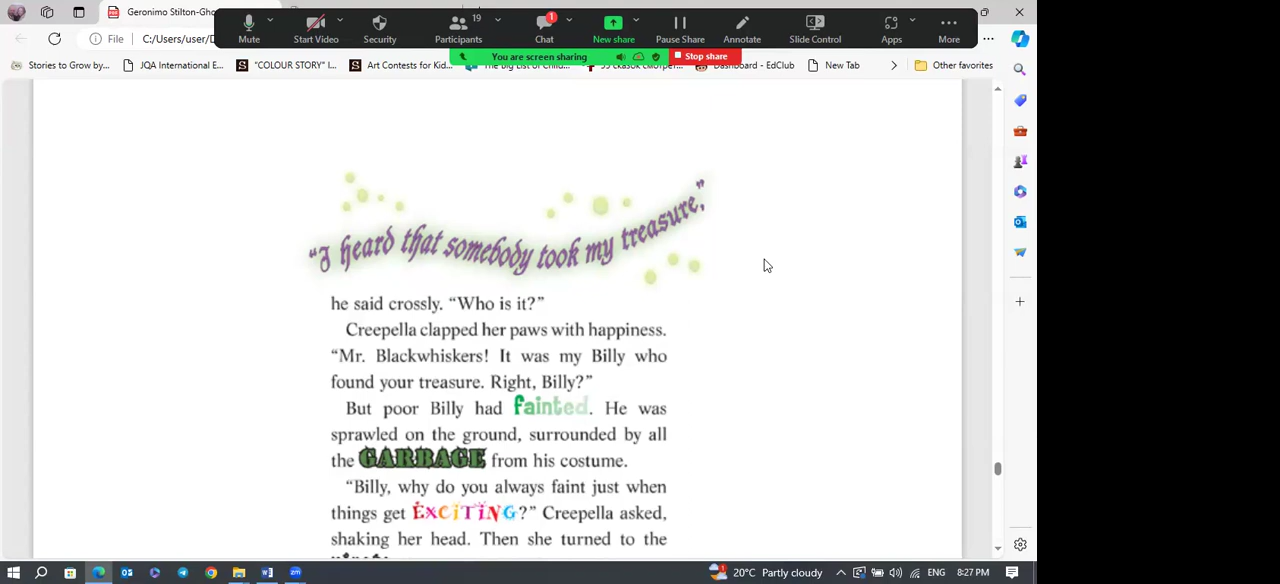 Geronimo Stilton-Gho
Mute
Start Video
Security
19
Participants
1
Chat
New share
Pause Share
Annotate
Slide Control
Apps
More
File
C:/Users/user/D
You are screen sharing
Stop share
Stories to Grow by...
JQA International E...
"COLOUR STORY" I...
Art Contests for Kid...
Dashboard - EdClub
New Tab
Other favorites
"I heard that somebody took my treasure,"
he said crossly. "Who is it?"
Creepella clapped her paws with happiness.
"Mr. Blackwhiskers! It was my Billy who
found your treasure. Right, Billy?"
But poor Billy had fainted. He was
sprawled on the ground, surrounded by all
the GARBAGE from his costume.
"Billy, why do you always faint just when
things get EXCITING?" Creepella asked,
shaking her head. Then she turned to the
20°C Partly cloudy
ENG
8:27 PM